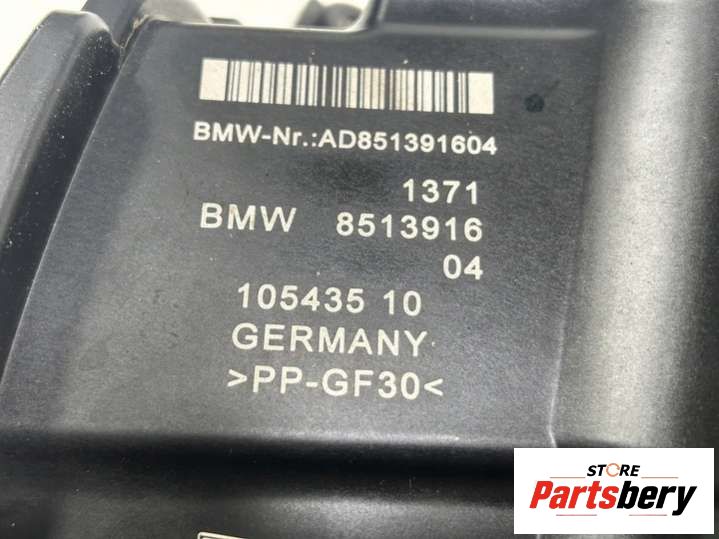 BMW-Nr.:AD851391604
1371
BMW 8513916
04
105435 10
GERMANY
>PP-GF30<
STORE
Partsbery